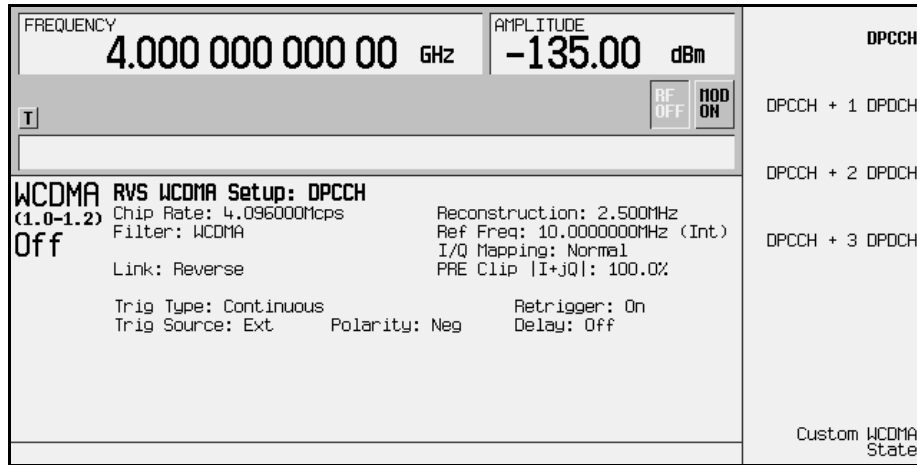 FREQUENCY
4.000 000 000 00 GHz
AMPLITUDE
-135.00 dBm
RF OFF
MOD ON
T
WCDMA
(1.0-1.2)
Off
RVS WCDMA Setup: DPCCH
Chip Rate: 4.096000Mcps
Reconstruction: 2.500MHz
Filter: WCDMA
Ref Freq: 10.0000000MHz (Int)
I/Q Mapping: Normal
Link: Reverse
PRE Clip |I+jQ|: 100.0%
Trig Type: Continuous
Retrigger: On
Trig Source: Ext
Polarity: Neg
Delay: Off
DPCCH
DPCCH + 1 DPDCH
DPCCH + 2 DPDCH
DPCCH + 3 DPDCH
Custom WCDMA
State